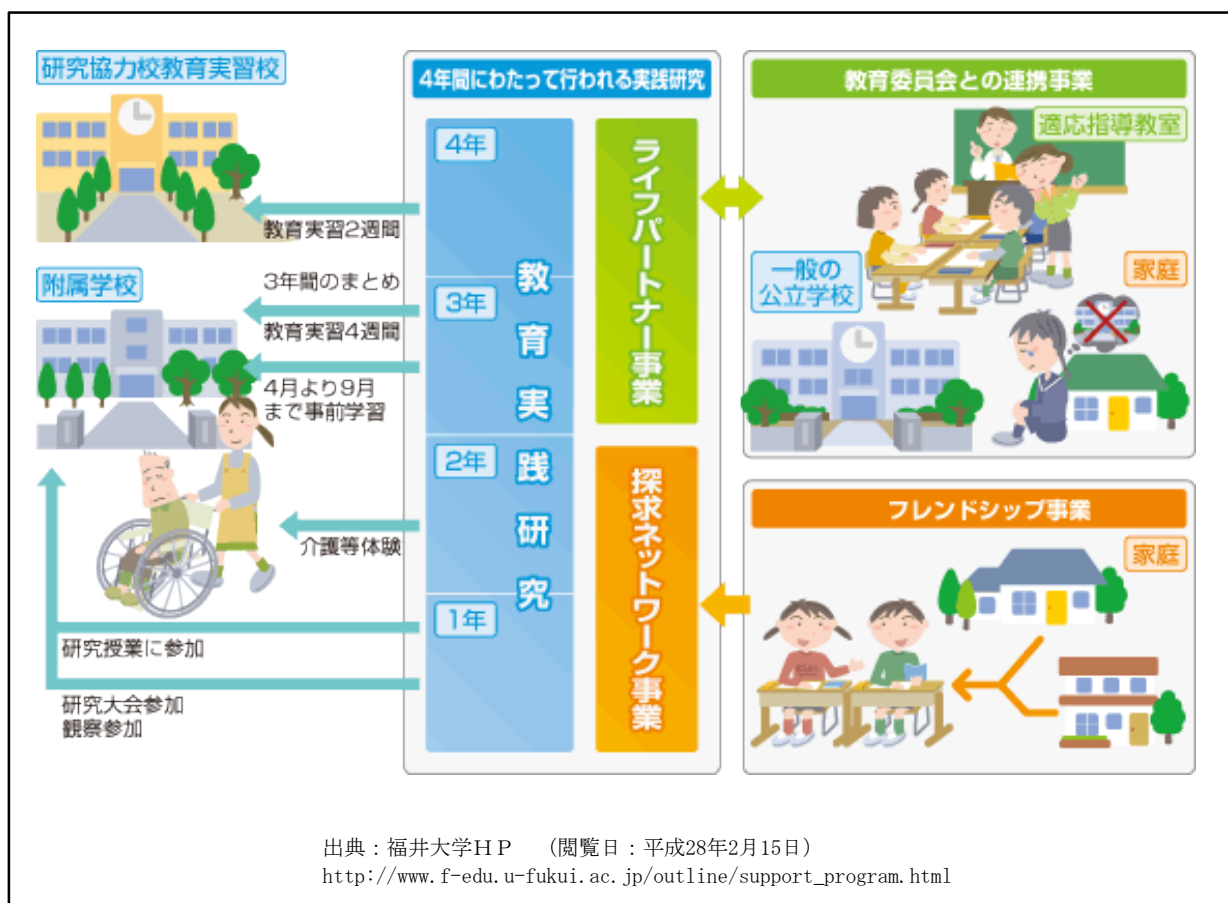 研究協力校教育実習校
教育実習2週間
附属学校
3年間のまとめ
教育実習4週間
4月より9月
まで事前学習
介護等体験
研究授業に参加
研究大会参加
観察参加
4年間にわたって行われる実践研究
4年
3年
2年
1年
教育実践研究
ライフパートナー事業
探求ネットワーク事業
教育委員会との連携事業
適応指導教室
一般の
公立学校
家庭
フレンドシップ事業
家庭
出典：福井大学HP　（閲覧日：平成28年2月15日）
http://www.f-edu.u-fukui.ac.jp/outline/support_program.html